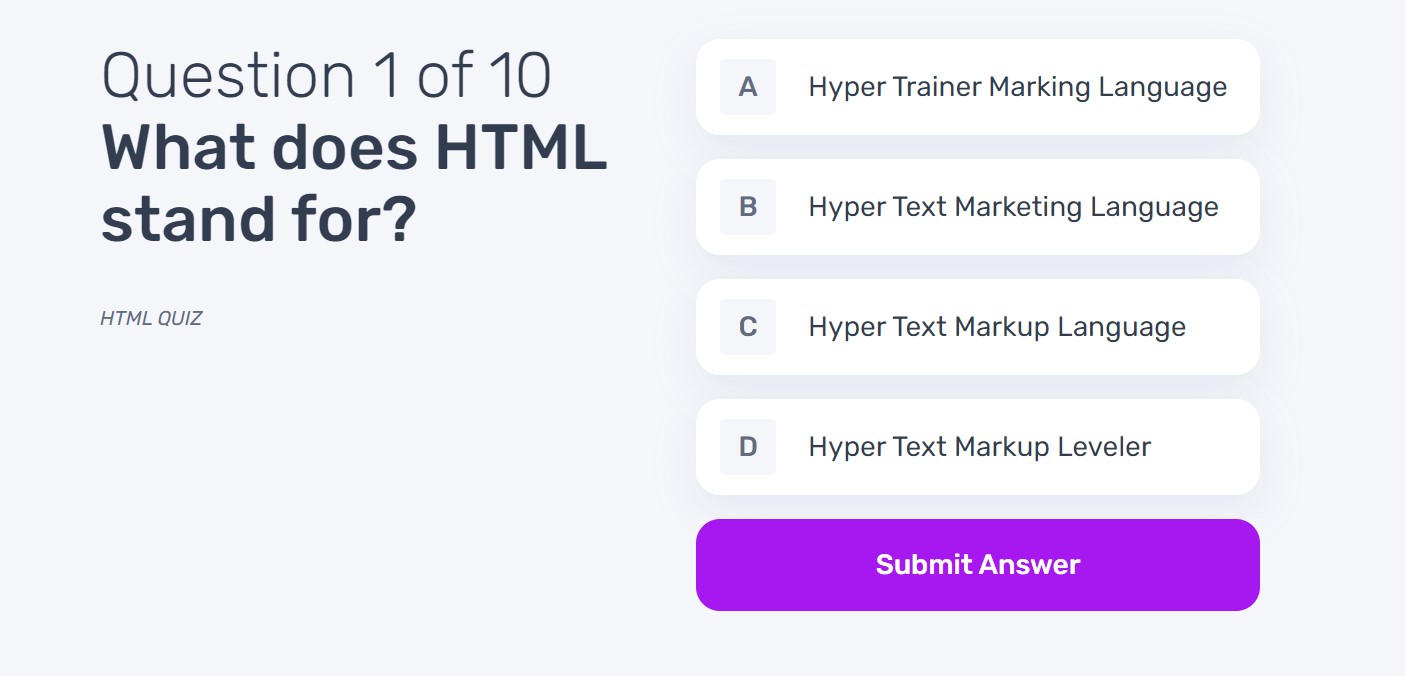 Question 1 of 10
What does HTML
stand for?
HTML QUIZ
A Hyper Trainer Marking Language
B Hyper Text Marketing Language
C Hyper Text Markup Language
D Hyper Text Markup Leveler
Submit Answer